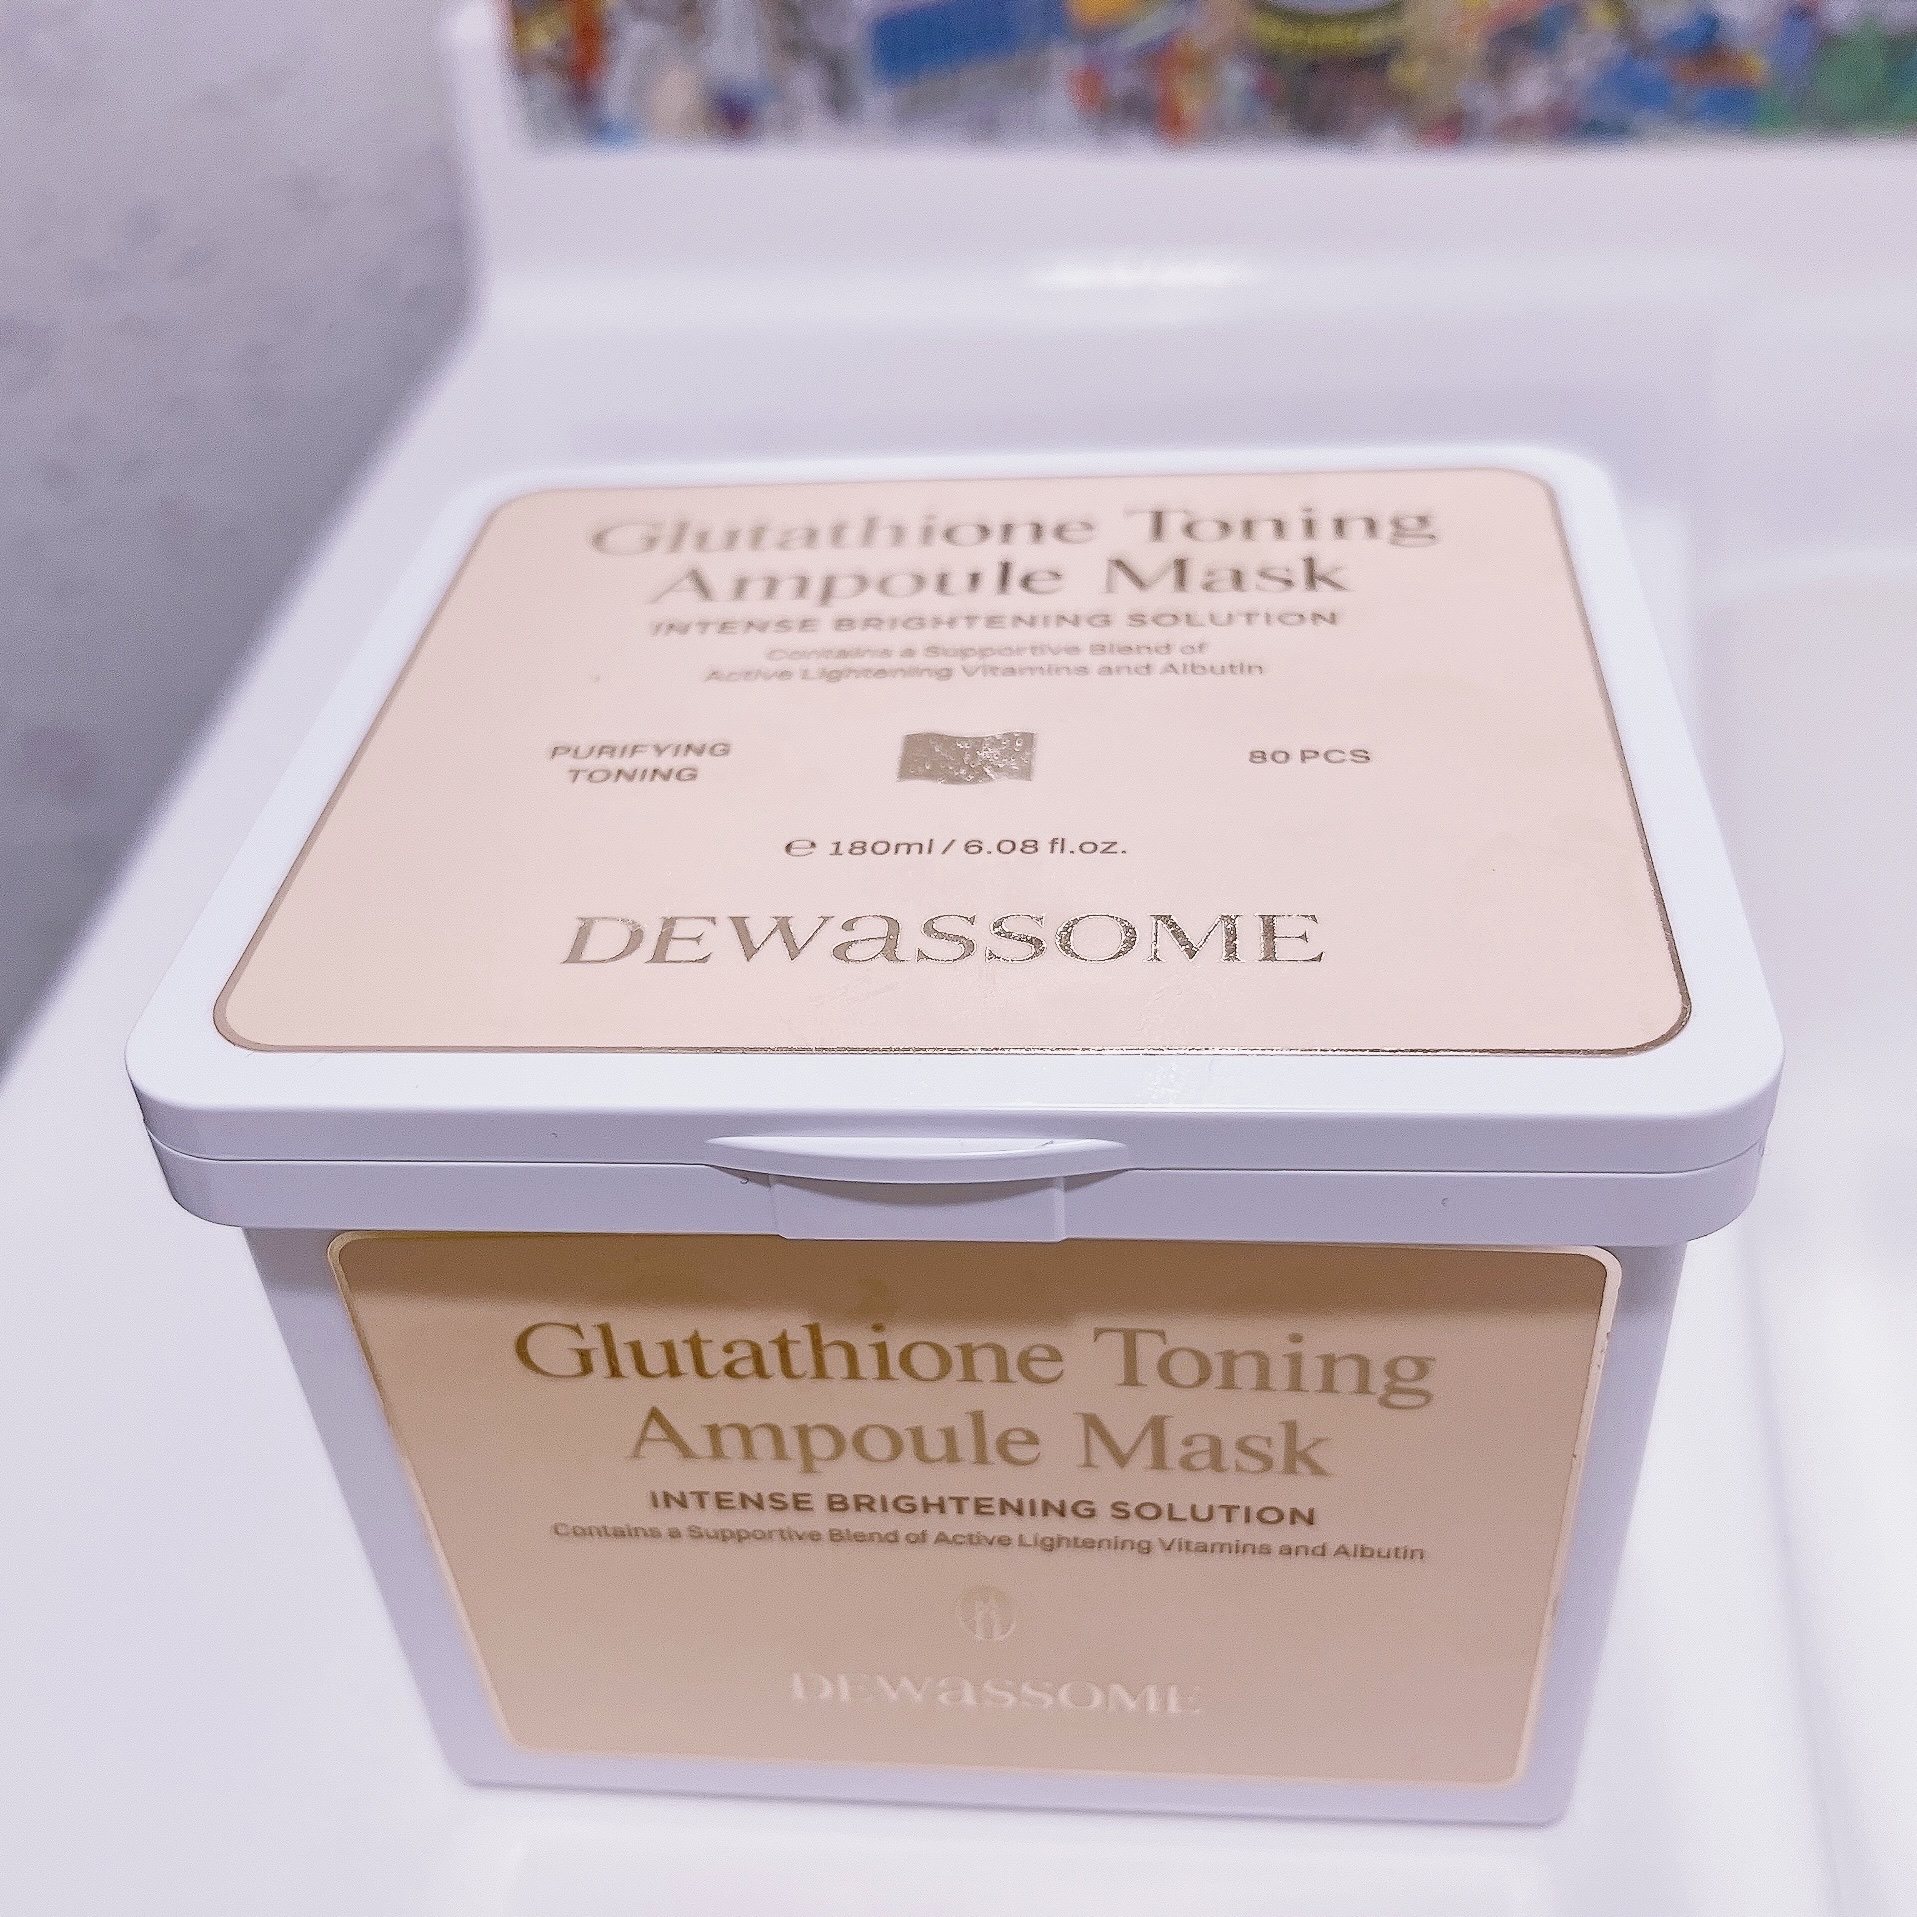 Glutathione Toning
Ampoule Mask
INTENSE BRIGHTENING SOLUTION
Contains a Supportive Blend of
Active Lightening Vitamins and Albutin
PURIFYING
TONING
80 PCS
℮ 180ml / 6.08 fl.oz.
DEWaSSOME
Glutathione Toning
Ampoule Mask
INTENSE BRIGHTENING SOLUTION
Contains a Supportive Blend of Active Lightening Vitamins and Albutin
DEWaSSOME